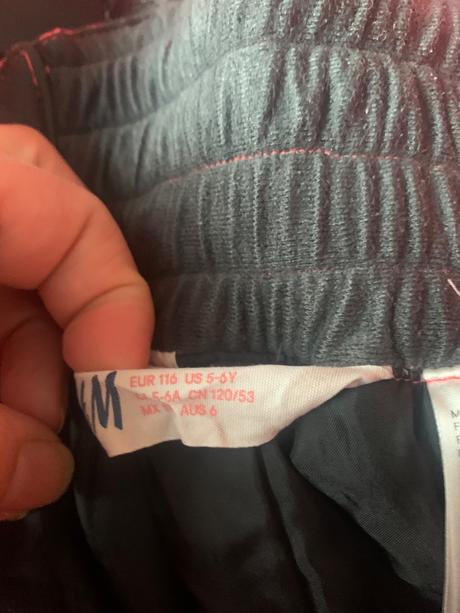 M
EUR 116 US 5-6Y
5-6A CN 120/53
MX AUS 6